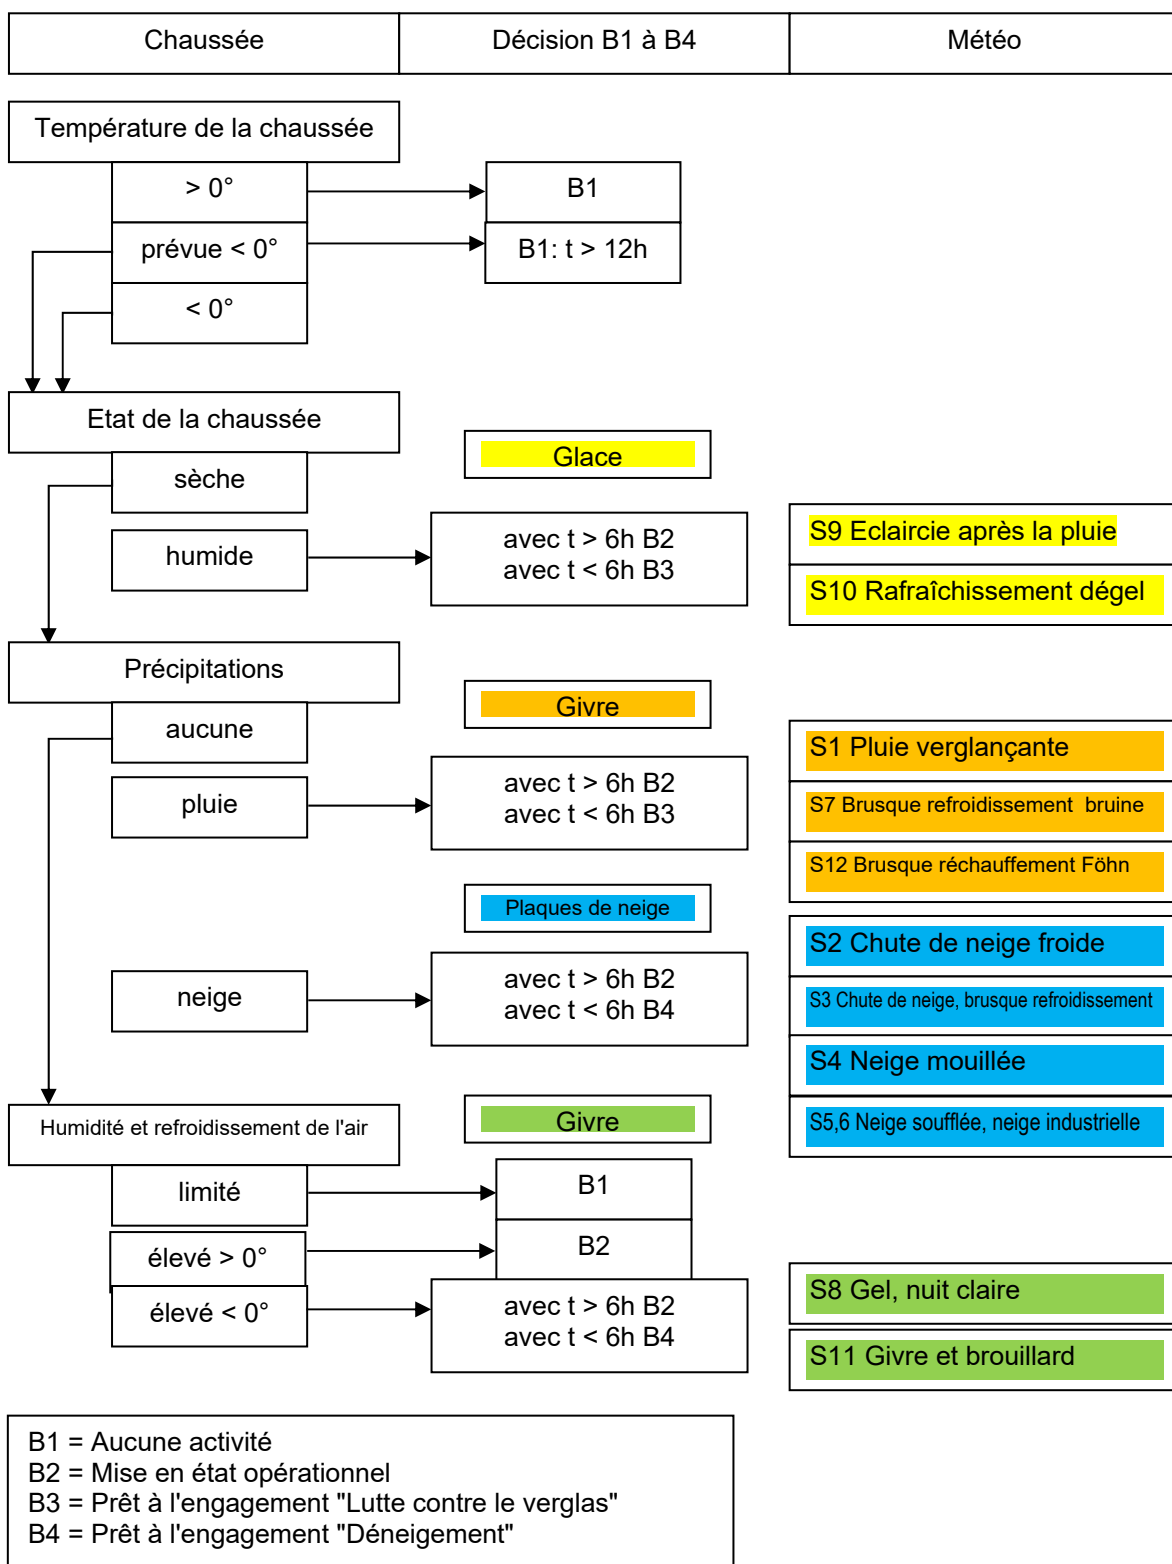 Chaussée
Décision B1 à B4
Météo
Température de la chaussée
> 0°
B1
prévue < 0°
B1: t > 12h
< 0°
Etat de la chaussée
Glace
sèche
humide
avec t > 6h B2
avec t < 6h B3
S9 Eclaircie après la pluie
S10 Rafraîchissement dégel
Précipitations
Givre
aucune
S1 Pluie verglançante
pluie
avec t > 6h B2
avec t < 6h B3
S7 Brusque refroidissement  bruine
S12 Brusque réchauffement Föhn
Plaques de neige
S2 Chute de neige froide
neige
avec t > 6h B2
avec t < 6h B4
S3 Chute de neige, brusque refroidissement
S4 Neige mouillée
S5,6 Neige soufflée, neige industrielle
Humidité et refroidissement de l'air
Givre
limité
B1
élevé > 0°
B2
élevé < 0°
avec t > 6h B2
avec t < 6h B4
S8 Gel, nuit claire
S11 Givre et brouillard
B1 = Aucune activité
B2 = Mise en état opérationnel
B3 = Prêt à l'engagement "Lutte contre le verglas"
B4 = Prêt à l'engagement "Déneigement"